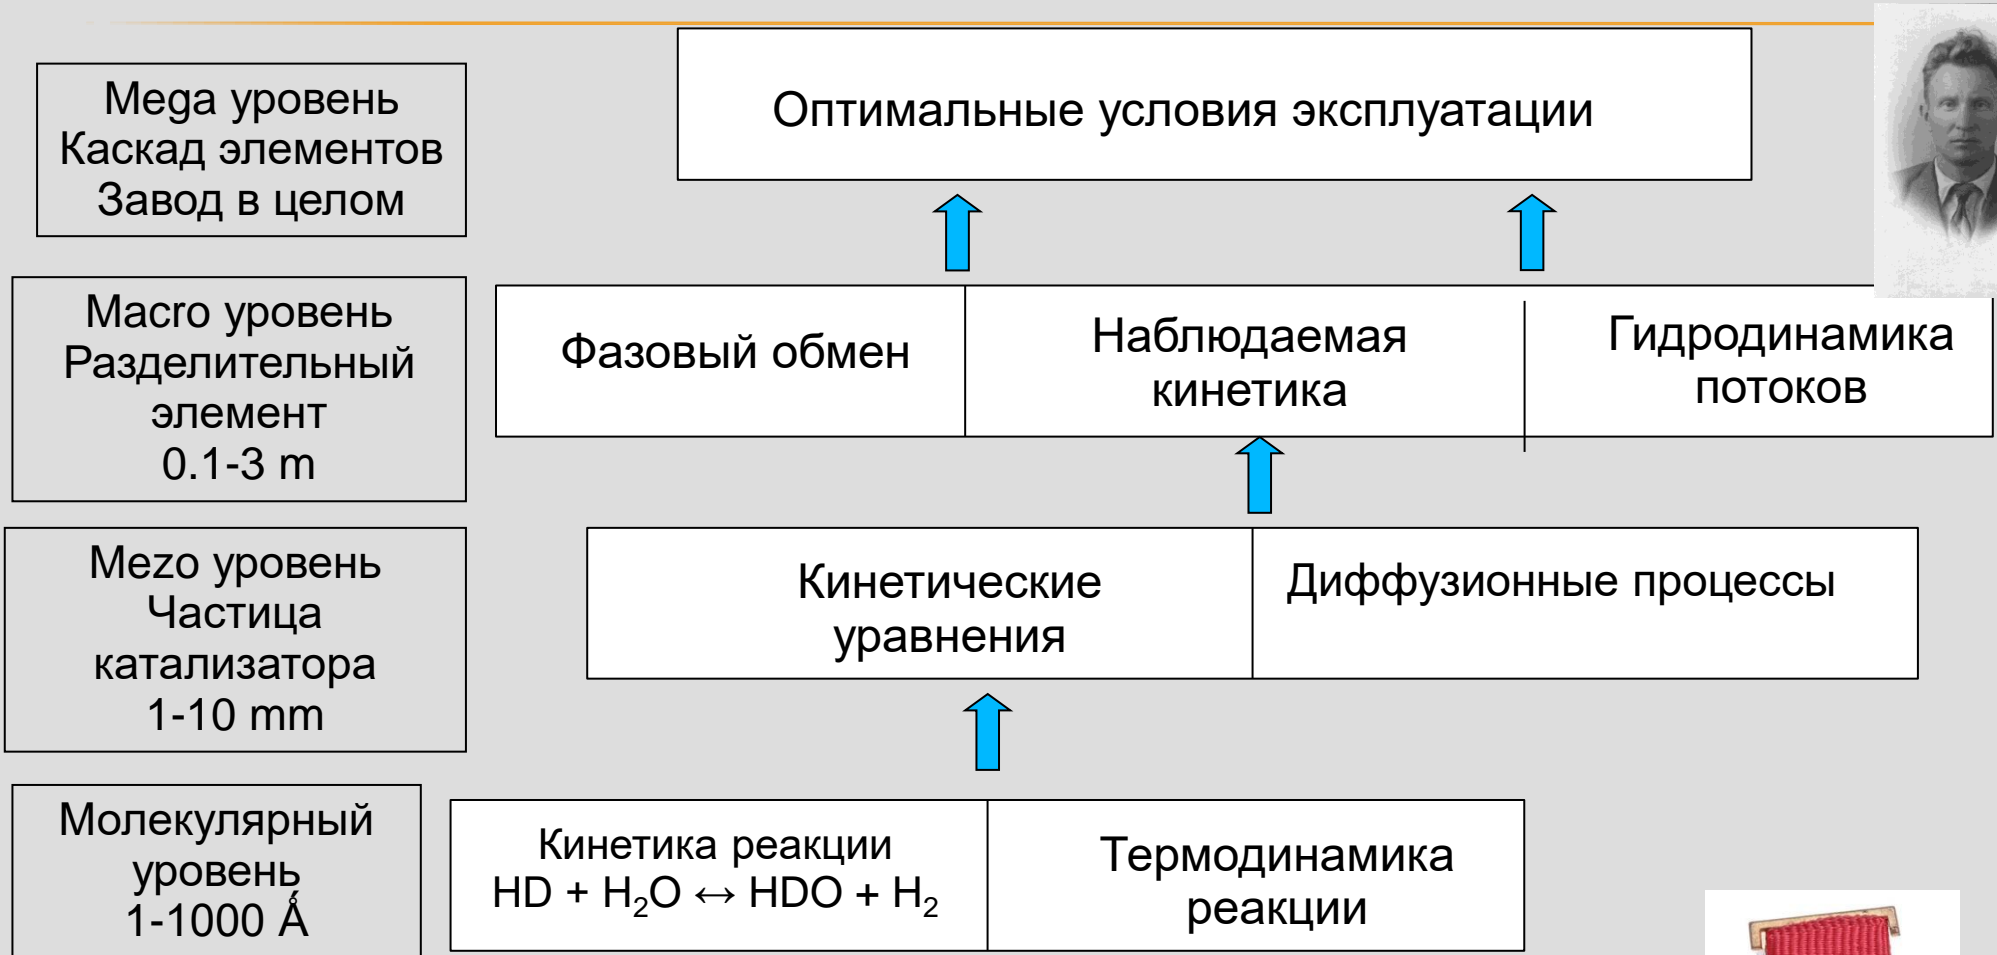 Mega уровень
Каскад элементов
Завод в целом
Оптимальные условия эксплуатации
Macro уровень
Разделительный
элемент
0.1-3 m
Фазовый обмен
Наблюдаемая
кинетика
Гидродинамика
потоков
Mezo уровень
Частица
катализатора
1-10 mm
Кинетические
уравнения
Диффузионные процессы
Молекулярный
уровень
1-1000 Ǻ
Кинетика реакции
HD + H₂O ↔ HDO + H₂
Термодинамика
реакции